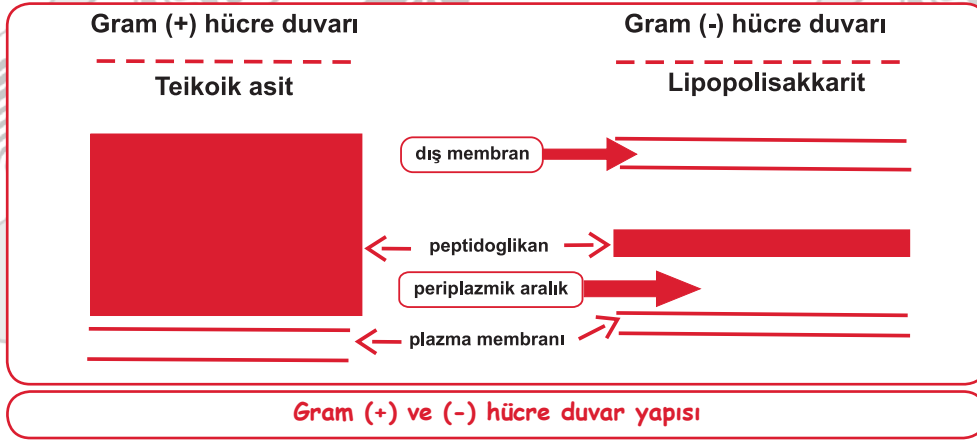 Gram (+) hücre duvarı
Gram (-) hücre duvarı
Teikoik asit
Lipopolisakkarit
dış membran
peptidoglikan
periplazmik aralık
plazma membranı
Gram (+) ve (-) hücre duvar yapısı